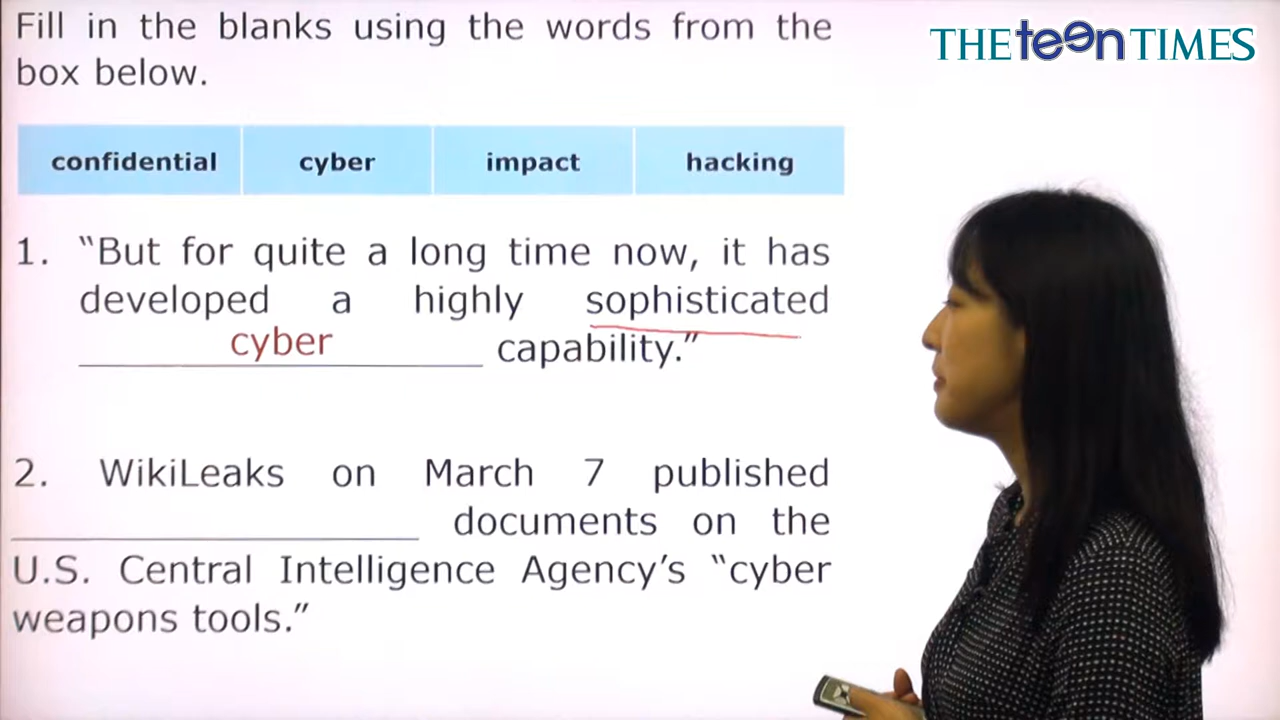 Fill in the blanks using the words from the
box below.
THE teen TIMES
confidential cyber impact hacking
1. “But for quite a long time now, it has
developed a highly sophisticated
cyber capability.”
2. WikiLeaks on March 7 published
documents on the
U.S. Central Intelligence Agency’s “cyber
weapons tools.”